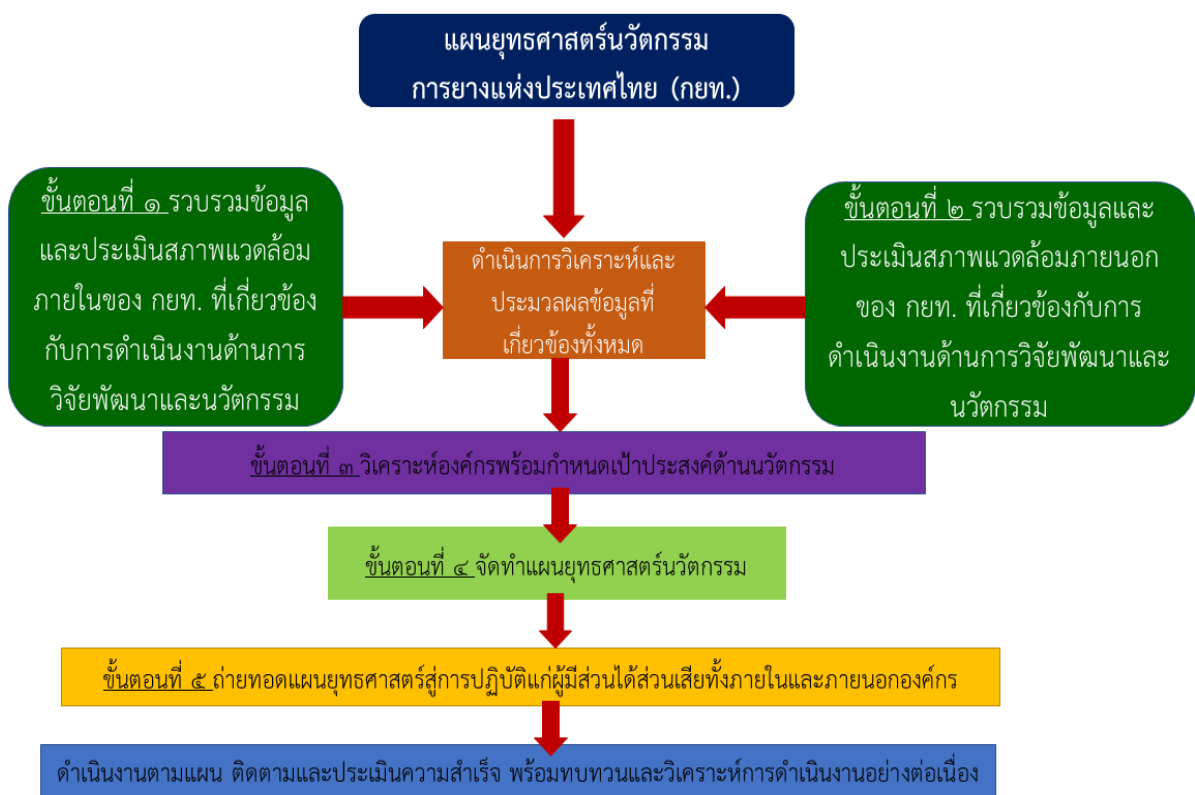 แผนยุทธศาสตร์นวัตกรรม
การยางแห่งประเทศไทย (กยท.)
ขั้นตอนที่ ๑ รวบรวมข้อมูล
และประเมินสภาพแวดล้อม
ภายในของ กยท. ที่เกี่ยวข้อง
กับการดำเนินงานด้านการ
วิจัยพัฒนาและนวัตกรรม
ดำเนินการวิเคราะห์และ
ประมวลผลข้อมูลที่
เกี่ยวข้องทั้งหมด
ขั้นตอนที่ ๒ รวบรวมข้อมูลและ
ประเมินสภาพแวดล้อมภายนอก
ของ กยท. ที่เกี่ยวข้องกับการ
ดำเนินงานด้านการวิจัยพัฒนาและ
นวัตกรรม
ขั้นตอนที่ ๓ วิเคราะห์องค์กรพร้อมกำหนดเป้าประสงค์ด้านนวัตกรรม
ขั้นตอนที่ ๔ จัดทำแผนยุทธศาสตร์นวัตกรรม
ขั้นตอนที่ ๕ ถ่ายทอดแผนยุทธศาสตร์สู่การปฏิบัติแก่ผู้มีส่วนได้ส่วนเสียทั้งภายในและภายนอกองค์กร
ดำเนินงานตามแผน ติดตามและประเมินความสำเร็จ พร้อมทบทวนและวิเคราะห์การดำเนินงานอย่างต่อเนื่อง